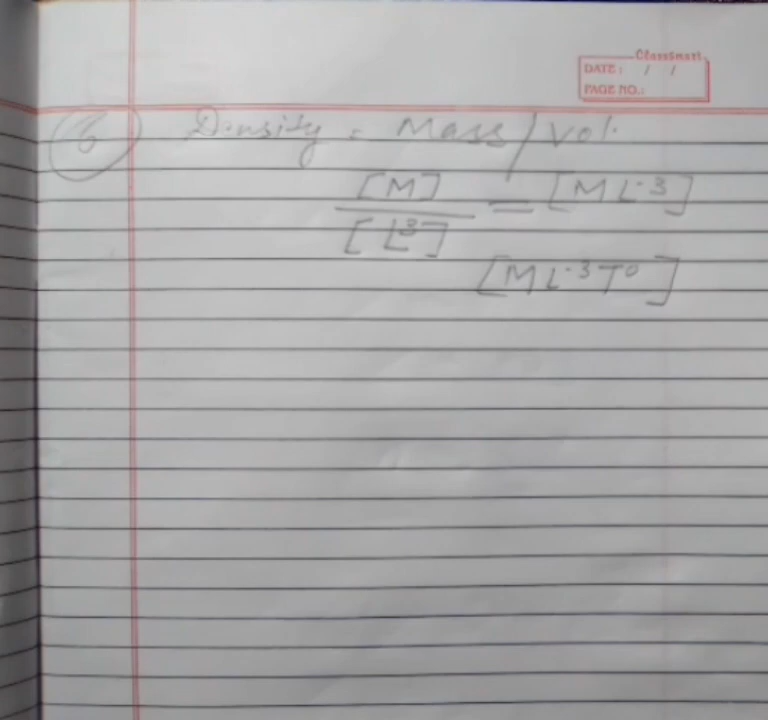 Classmate
DATE: / /
PAGE NO.:
6 Density = Mass/Vol.
[M] = [ML-3]
[L3]
[ML-3T0]